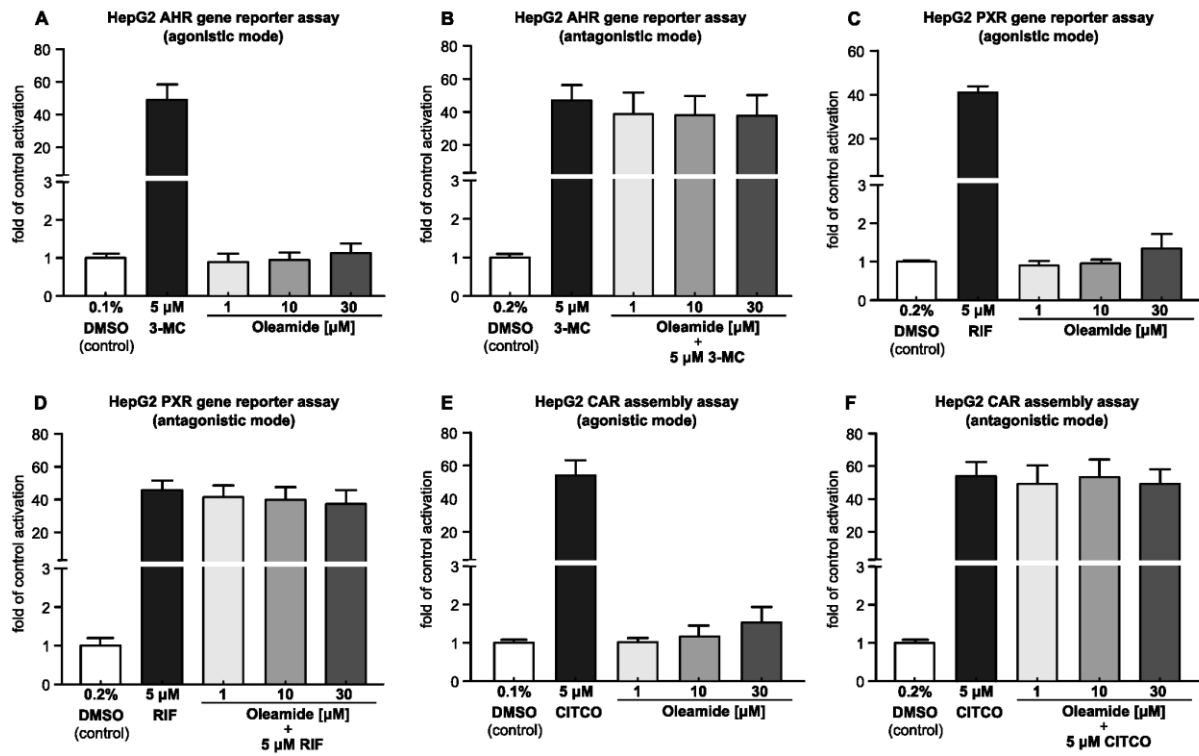 A
HepG2 AHR gene reporter assay
(agonistic mode)
fold of control activation
80
60
40
20
3
2
1
0
0.1% 5 µM 1 10 30
DMSO 3-MC Oleamide [µM]
(control)
B
HepG2 AHR gene reporter assay
(antagonistic mode)
fold of control activation
80
60
40
20
3
2
1
0
0.2% 5 µM 1 10 30
DMSO 3-MC Oleamide [µM]
(control) +
5 µM 3-MC
C
HepG2 PXR gene reporter assay
(agonistic mode)
fold of control activation
60
40
20
3
2
1
0
0.2% 5 µM 1 10 30
DMSO RIF Oleamide [µM]
(control)
D
HepG2 PXR gene reporter assay
(antagonistic mode)
fold of control activation
80
60
40
20
3
2
1
0
0.2% 5 µM 1 10 30
DMSO RIF Oleamide [µM]
(control) +
5 µM RIF
E
HepG2 CAR assembly assay
(agonistic mode)
fold of control activation
80
60
40
20
3
2
1
0
0.1% 5 µM 1 10 30
DMSO CITCO Oleamide [µM]
(control)
F
HepG2 CAR assembly assay
(antagonistic mode)
fold of control activation
80
60
40
20
3
2
1
0
0.2% 5 µM 1 10 30
DMSO CITCO Oleamide [µM]
(control) +
5 µM CITCO